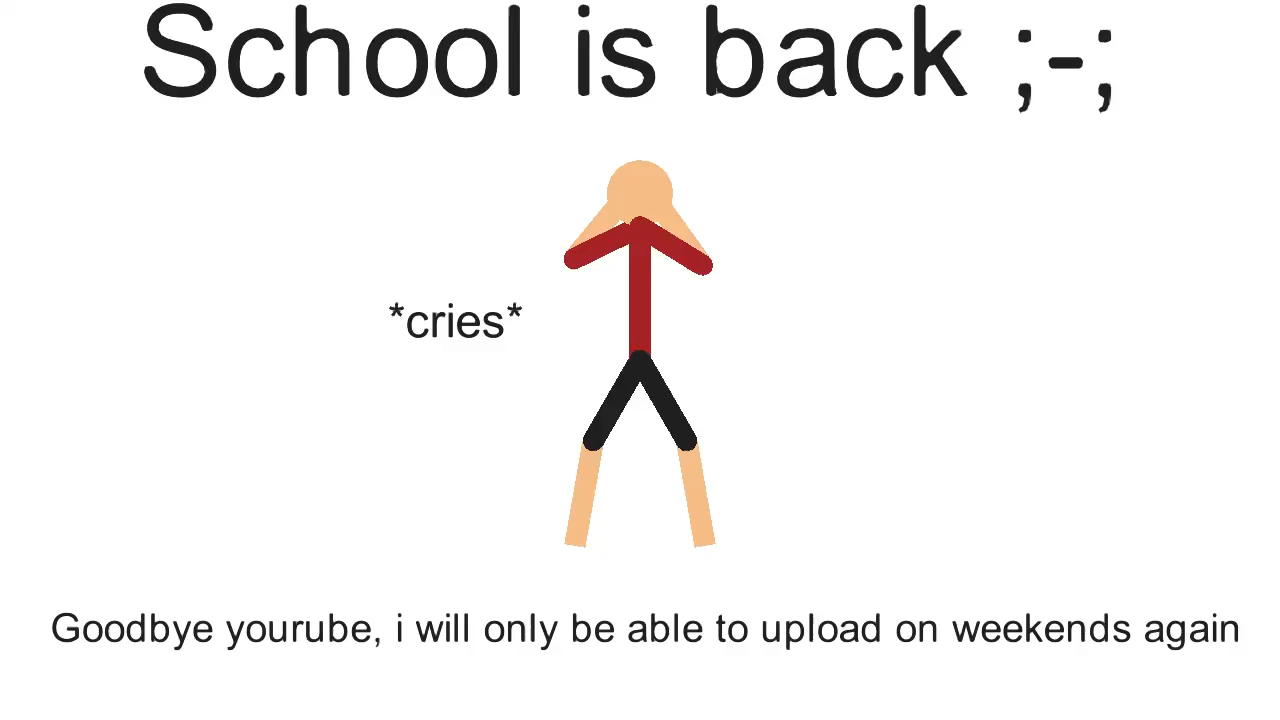 School is back ;-;
*cries*
Goodbye yourube, i will only be able to upload on weekends again